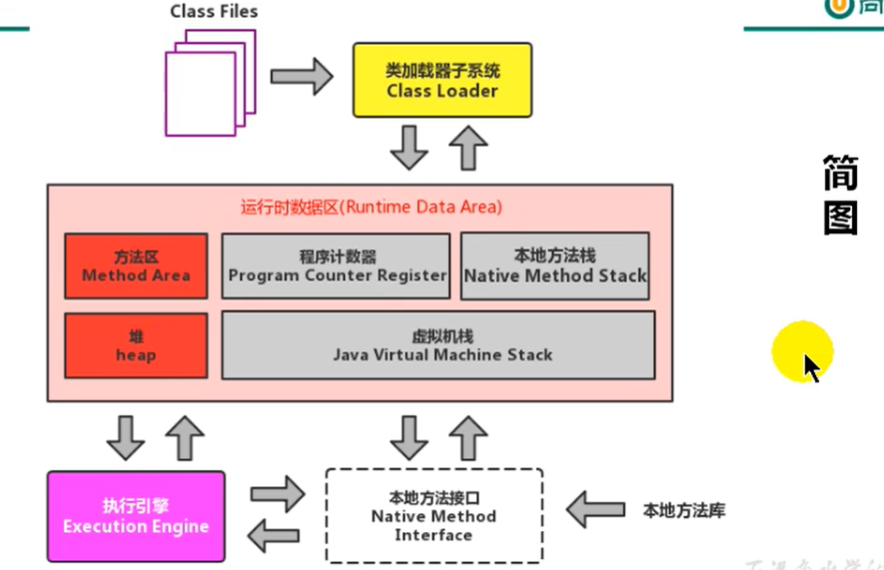 Class Files
类加载器子系统
Class Loader
简
图
运行时数据区(Runtime Data Area)
方法区
Method Area
程序计数器
Program Counter Register
本地方法栈
Native Method Stack
堆
heap
虚拟机栈
Java Virtual Machine Stack
执行引擎
Execution Engine
本地方法接口
Native Method
Interface
本地方法库